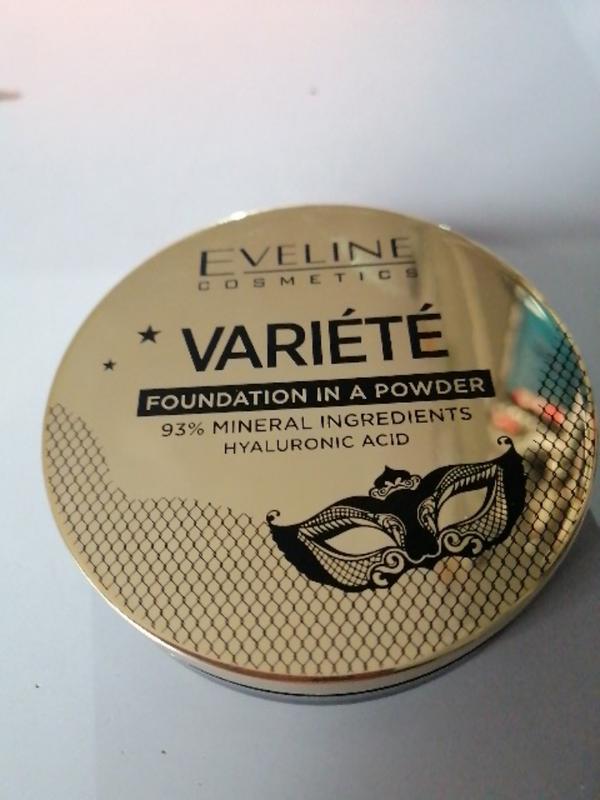 EVELINE
COSMETICS
VARIÉTÉ
FOUNDATION IN A POWDER
93% MINERAL INGREDIENTS
HYALURONIC ACID